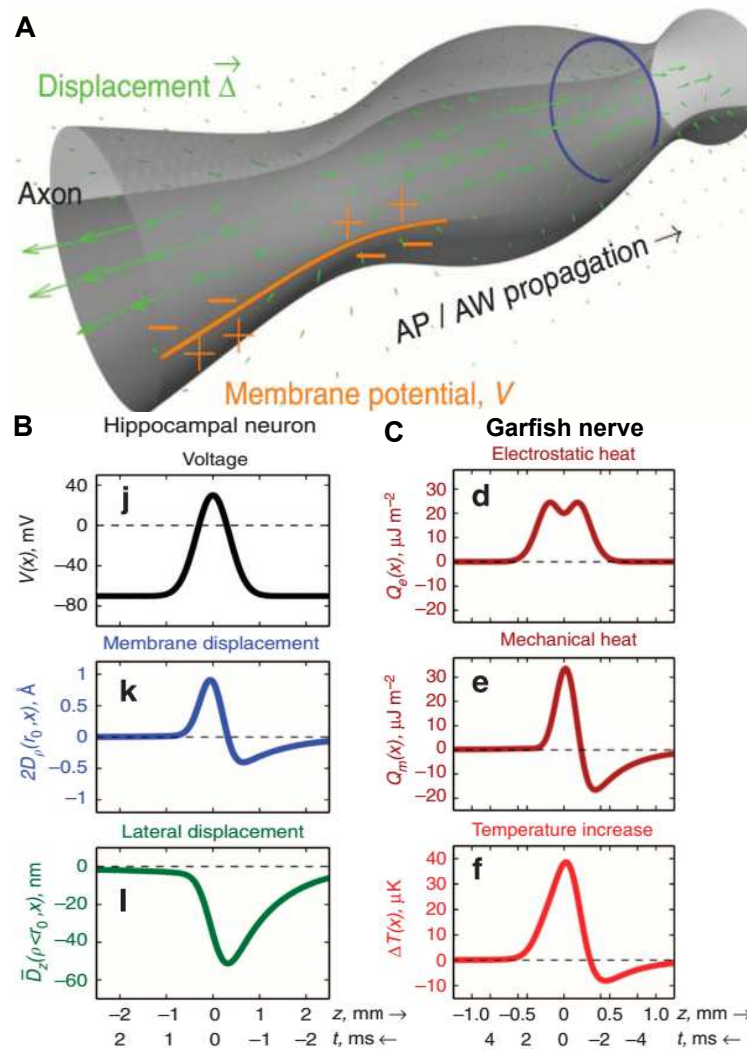 A
Displacement Δ⃗
Axon
AP / AW propagation →
Membrane potential, V
B
Hippocampal neuron
Voltage
j
V(x), mV
40
0
−40
−80
Membrane displacement
k
2Dρ(r0,x), Å
1
0.5
0
−0.5
−1
Lateral displacement
l
D̄z(ρ<r0,x), nm
0
−20
−40
−60
−2 −1 0 1 2 z, mm →
2 1 0 −1 −2 t, ms ←
C
Garfish nerve
Electrostatic heat
d
Qe(x), μJ m−2
30
20
10
0
−10
−20
Mechanical heat
e
Qm(x), μJ m−2
30
20
10
0
−10
−20
Temperature increase
f
ΔT(x), μK
40
30
20
10
0
−10
−1.0 −0.5 0 0.5 1.0 z, mm →
4 2 0 −2 −4 t, ms ←